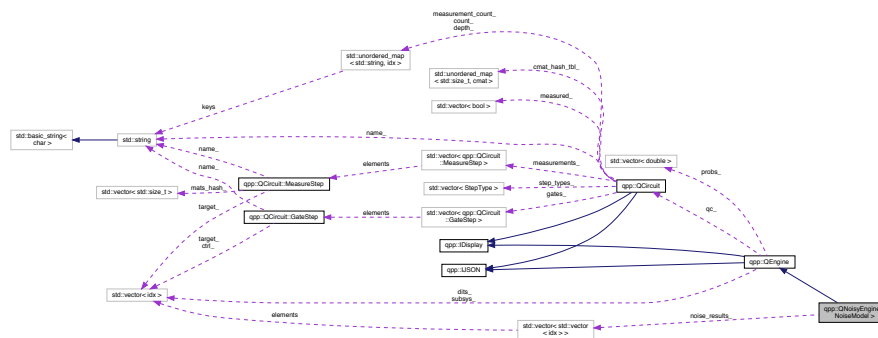 measurement_count_
count_
depth_
std::unordered_map
< std::string, idx >
cmat_hash_tbl_
std::unordered_map
< std::size_t, cmat >
measured_
std::vector< bool >
keys
std::basic_string<
char >
std::string
name_
name_
name_
std::vector< qpp::QCircuit
::MeasureStep >
measurements_
std::vector< double >
elements
probs_
std::vector< std::size_t >
mats_hash_
qpp::QCircuit::MeasureStep
std::vector< StepType >
step_types_
qpp::QCircuit
gates_
target_
qpp::QCircuit::GateStep
elements
std::vector< qpp::QCircuit
::GateStep >
qc_
target_
ctrl_
qpp::IDisplay
qpp::IJSON
qpp::QEngine
std::vector< idx >
dits_
subsys_
elements
std::vector< std::vector
< idx > >
noise_results_
qpp::QNoisyEngine<
NoiseModel >